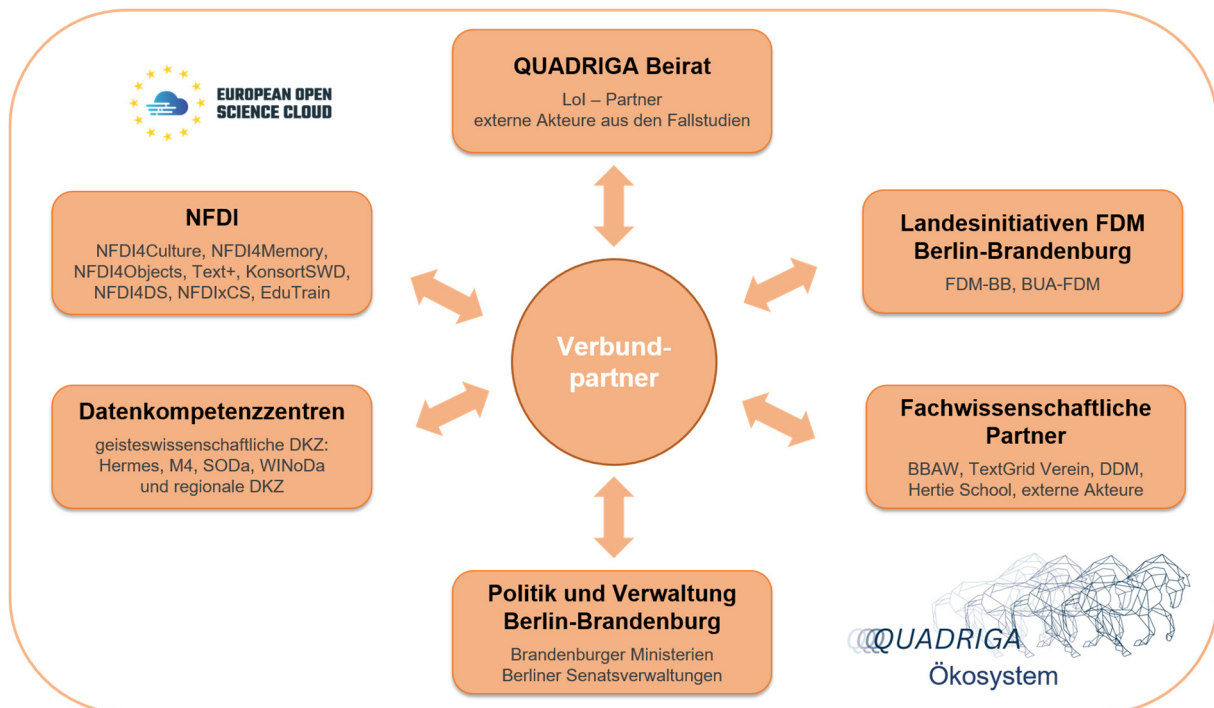 EUROPEAN OPEN
SCIENCE CLOUD
QUADRIGA Beirat
LoI – Partner
externe Akteure aus den Fallstudien
NFDI
NFDI4Culture, NFDI4Memory,
NFDI4Objects, Text+, KonsortSWD,
NFDI4DS, NFDIxCS, EduTrain
Landesinitiativen FDM
Berlin-Brandenburg
FDM-BB, BUA-FDM
Verbund-
partner
Datenkompetenzzentren
geisteswissenschaftliche DKZ:
Hermes, M4, SODa, WINoDa
und regionale DKZ
Fachwissenschaftliche
Partner
BBAW, TextGrid Verein, DDM,
Hertie School, externe Akteure
Politik und Verwaltung
Berlin-Brandenburg
Brandenburger Ministerien
Berliner Senatsverwaltungen
QUADRIGA
Ökosystem